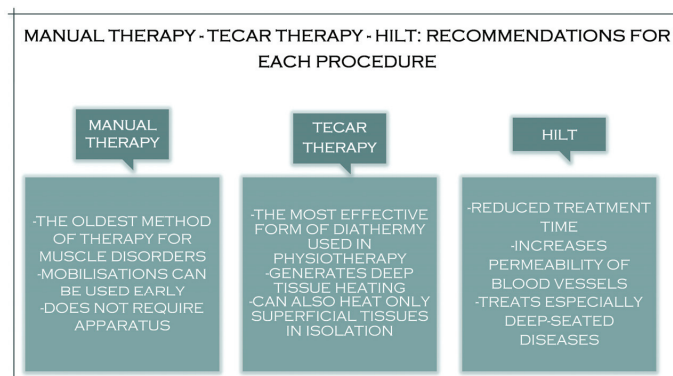 MANUAL THERAPY - TECAR THERAPY - HILT: RECOMMENDATIONS FOR
EACH PROCEDURE
MANUAL
THERAPY
-THE OLDEST METHOD
OF THERAPY FOR
MUSCLE DISORDERS
-MOBILISATIONS CAN
BE USED EARLY
-DOES NOT REQUIRE
APPARATUS
TECAR
THERAPY
-THE MOST EFFECTIVE
FORM OF DIATHERMY
USED IN
PHYSIOTHERAPY
-GENERATES DEEP
TISSUE HEATING
-CAN ALSO HEAT ONLY
SUPERFICIAL TISSUES
IN ISOLATION
HILT
-REDUCED TREATMENT
TIME
-INCREASES
PERMEABILITY OF
BLOOD VESSELS
-TREATS ESPECIALLY
DEEP-SEATED
DISEASES